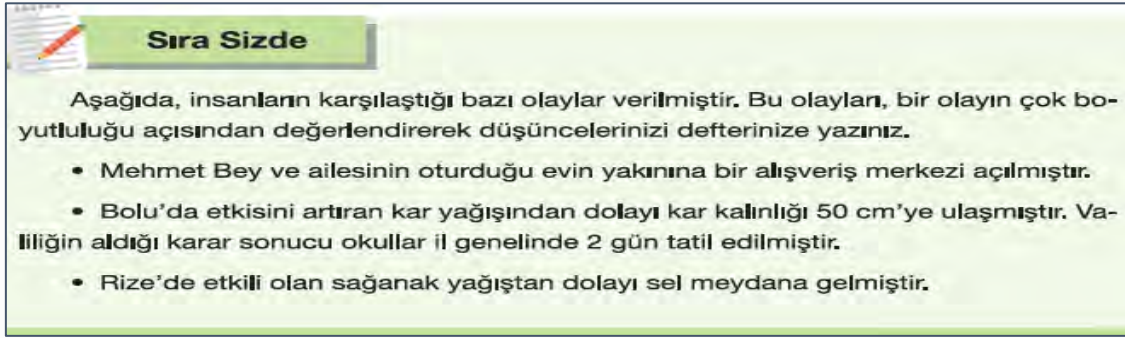 Sıra Sizde
Aşağıda, insanların karşılaştığı bazı olaylar verilmiştir. Bu olayları, bir olayın çok bo-
yutluluğu açısından değerlendirerek düşüncelerinizi defterinize yazınız.
• Mehmet Bey ve ailesinin oturduğu evin yakınına bir alışveriş merkezi açılmıştır.
• Bolu’da etkisini artıran kar yağışından dolayı kar kalınlığı 50 cm’ye ulaşmıştır. Va-
liliğin aldığı karar sonucu okullar il genelinde 2 gün tatil edilmiştir.
• Rize’de etkili olan sağanak yağıştan dolayı sel meydana gelmiştir.